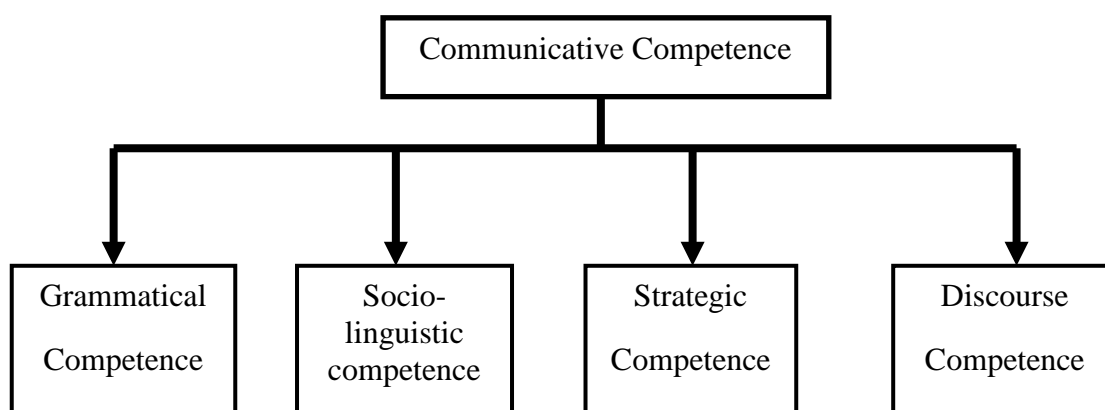 Communicative Competence
Grammatical
Competence
Socio-
linguistic
competence
Strategic
Competence
Discourse
Competence